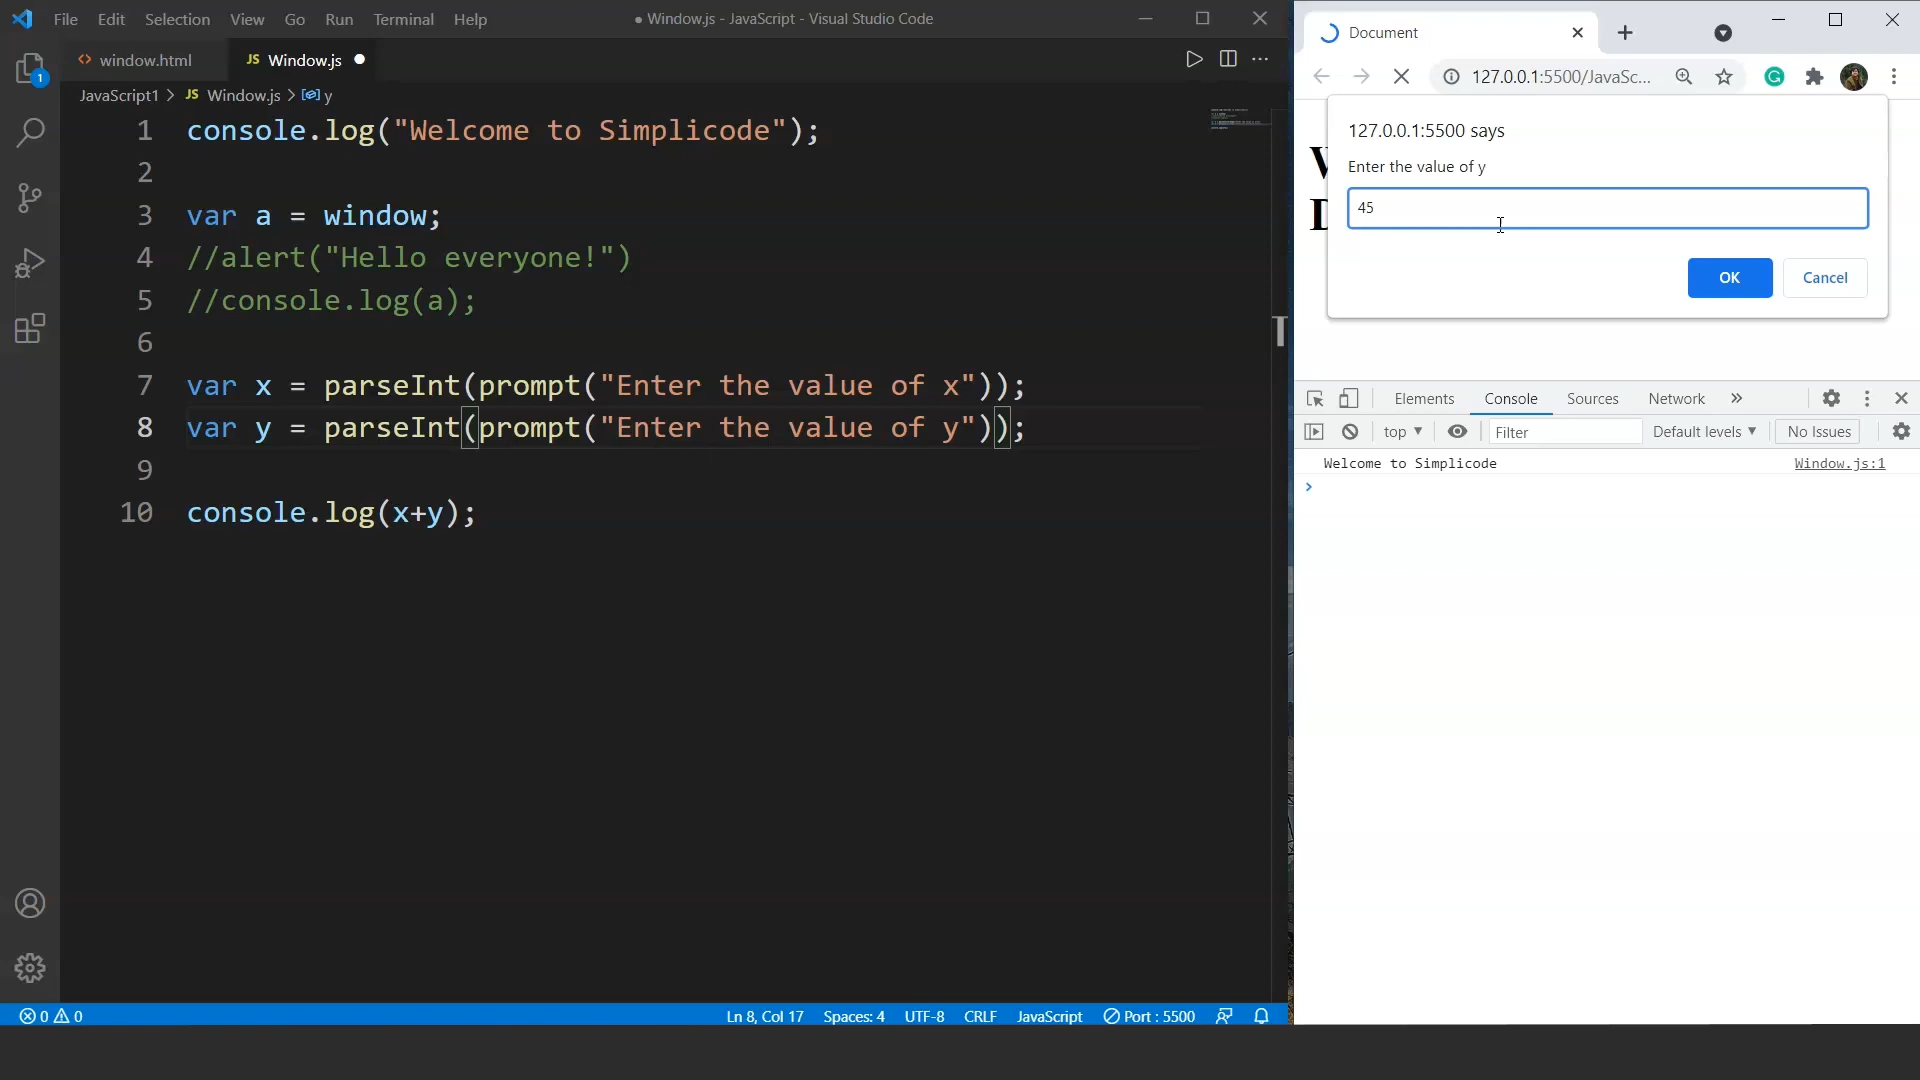 File Edit Selection View Go Run Terminal Help
● Window.js - JavaScript - Visual Studio Code
window.html
JS Window.js ●
JavaScript1 > JS Window.js > y
1 console.log("Welcome to Simplicode");
2
3 var a = window;
4 //alert("Hello everyone!")
5 //console.log(a);
6
7 var x = parseInt(prompt("Enter the value of x"));
8 var y = parseInt(prompt("Enter the value of y"));
9
10 console.log(x+y);
1
0 0
Ln 8, Col 17 Spaces: 4 UTF-8 CRLF JavaScript Port : 5500
Document
127.0.0.1:5500/JavaSc...
127.0.0.1:5500 says
Enter the value of y
45
OK Cancel
Elements Console Sources Network »
top ▼ Filter Default levels ▼ No Issues
Welcome to Simplicode Window.js:1
>